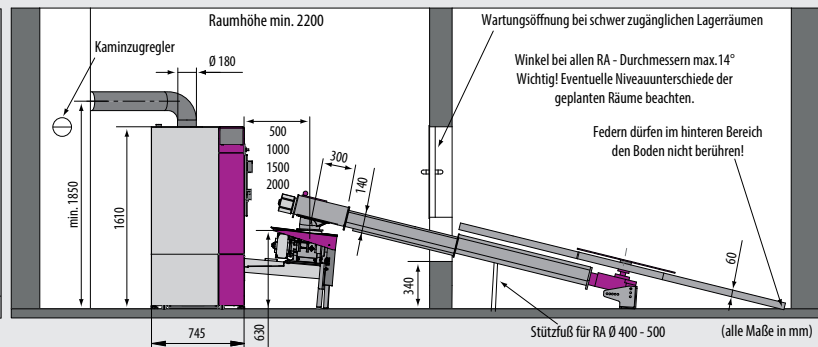 Raumhöhe min. 2200
Wartungsöffnung bei schwer zugänglichen Lagerräumen
Kaminzugregler
Ø 180
Winkel bei allen RA - Durchmessern max.14°
Wichtig! Eventuelle Niveauunterschiede der
geplanten Räume beachten.
Federn dürfen im hinteren Bereich
den Boden nicht berühren!
500
1000
1500
2000
300
140
min. 1850
1610
60
340
630
745
Stützfuß für RA Ø 400 - 500
(alle Maße in mm)